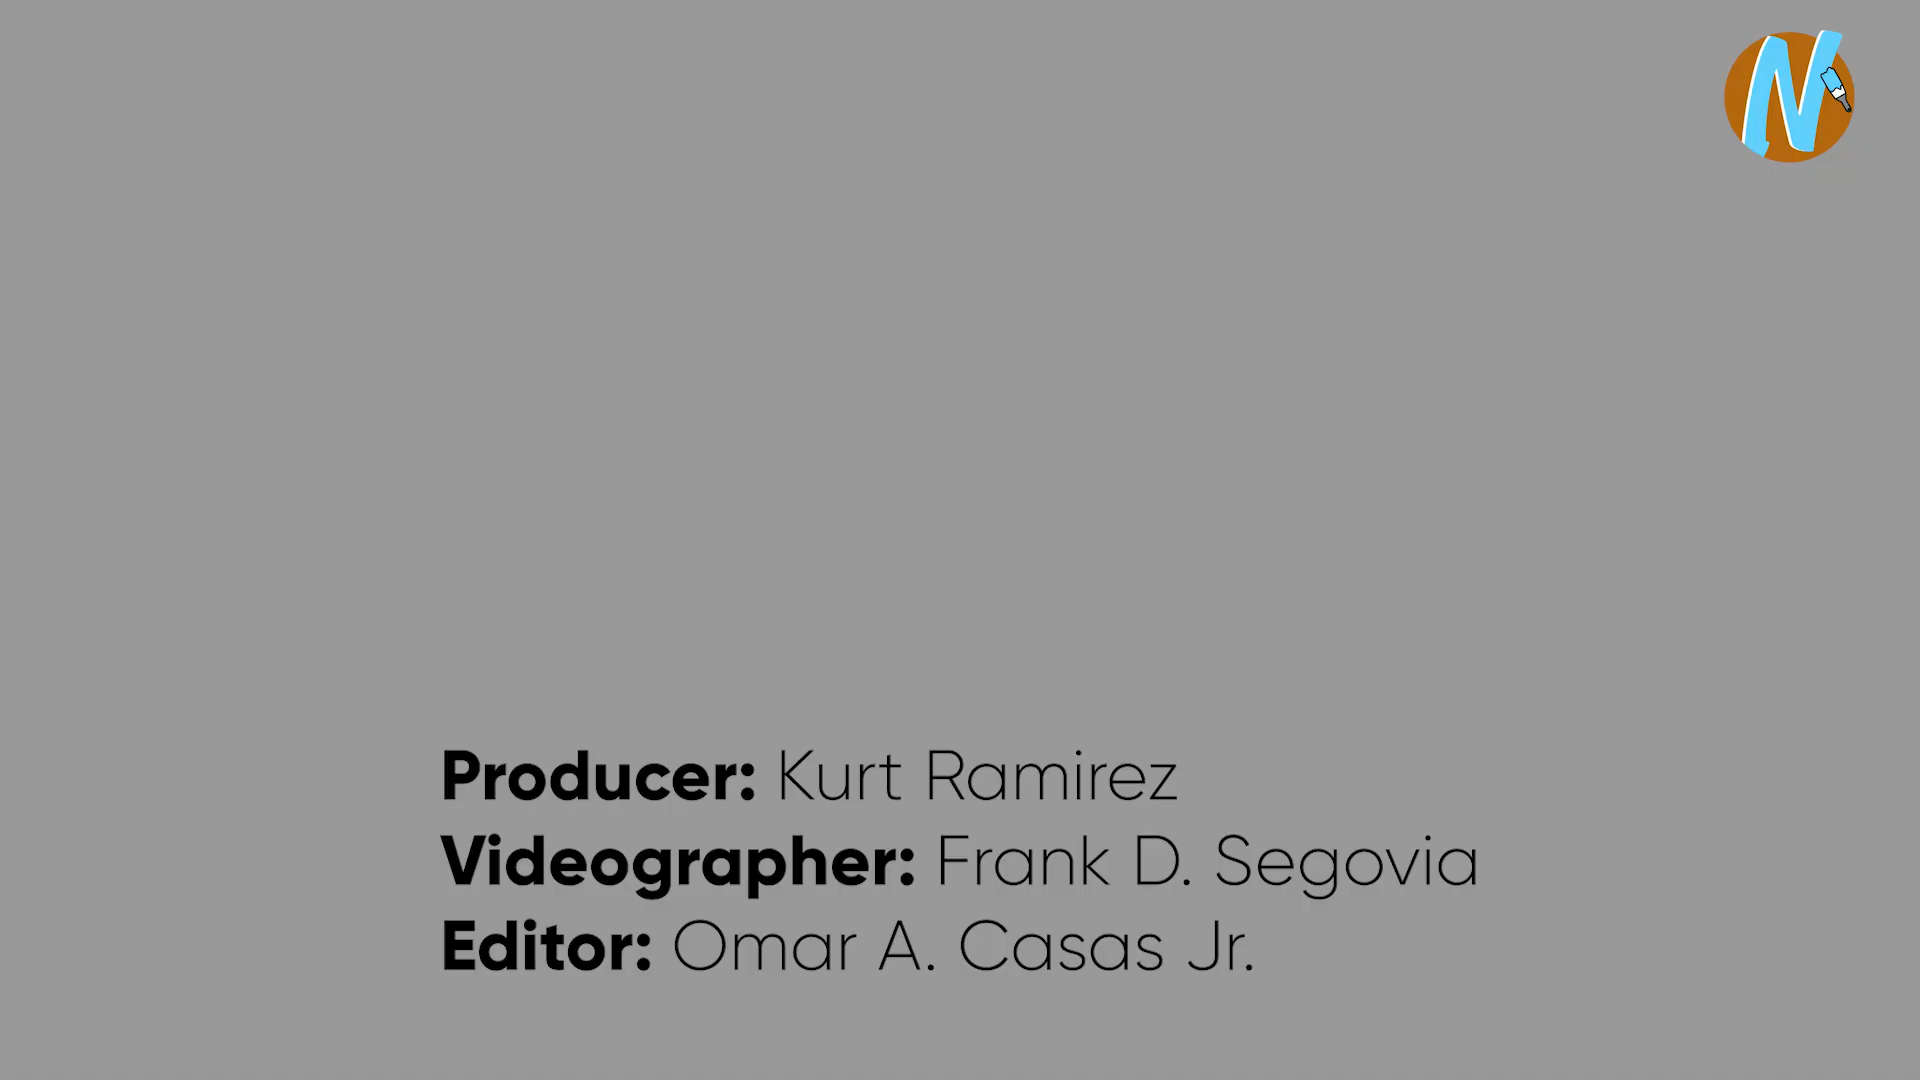 N
Producer: Kurt Ramirez
Videographer: Frank D. Segovia
Editor: Omar A. Casas Jr.